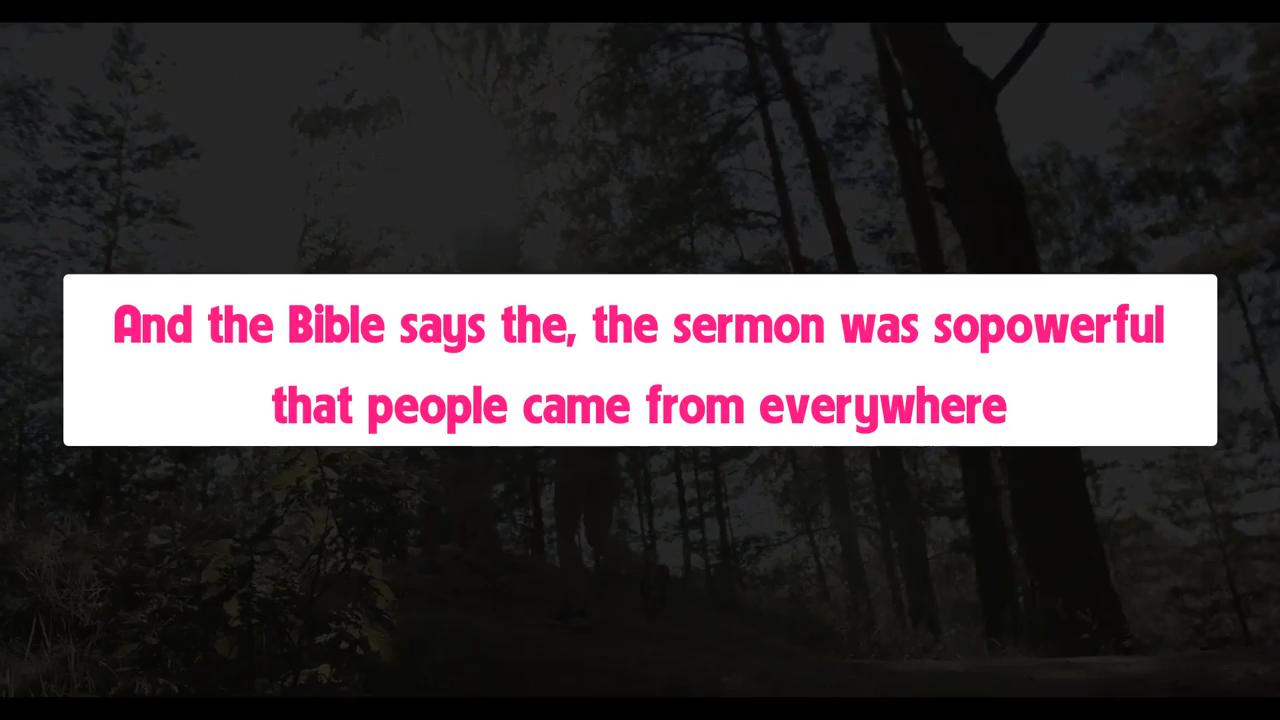 And the Bible says the, the sermon was sopowerful
that people came from everywhere